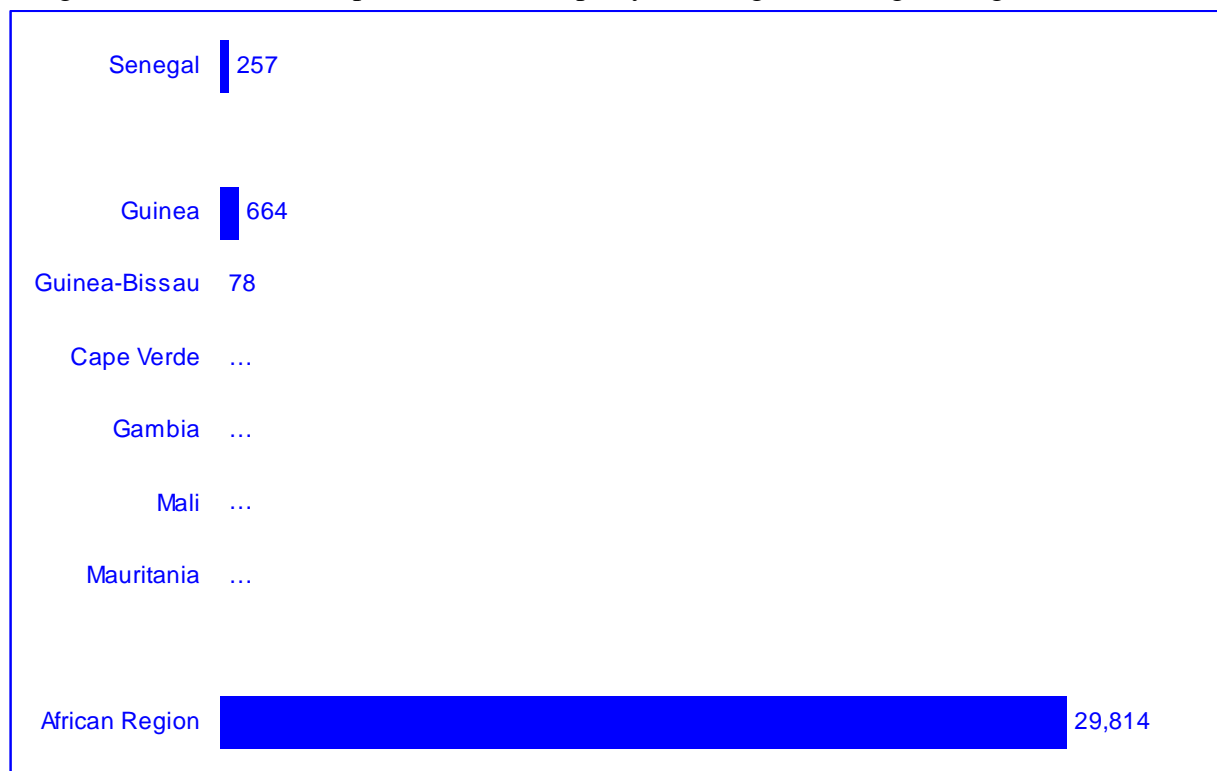 Senegal 257
Guinea 664
Guinea-Bissau 78
Cape Verde …
Gambia …
Mali …
Mauritania …
African Region 29,814